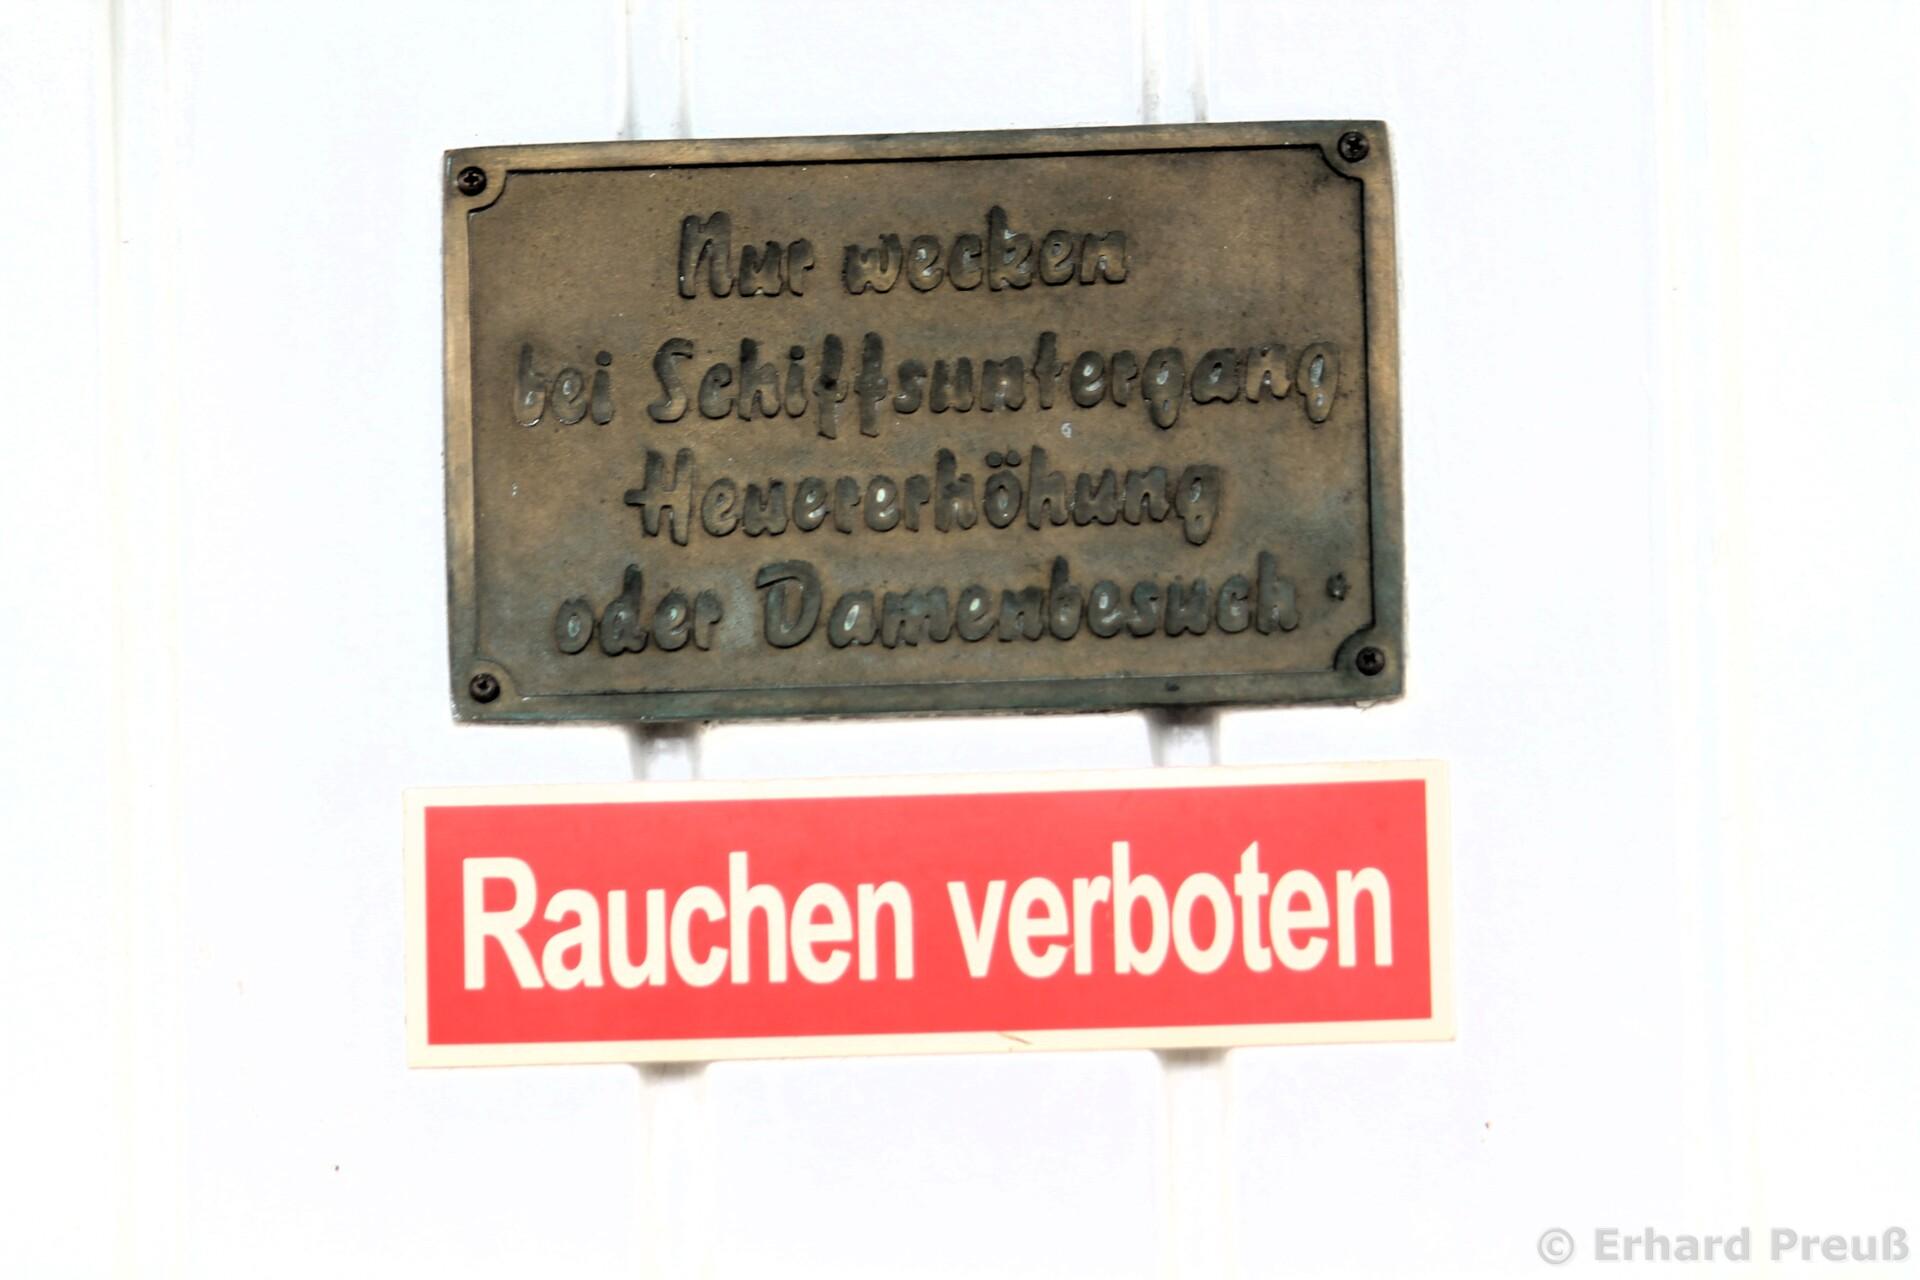 Nur wecken
bei Schiffsuntergang
Heuererhöhung
oder Damenbesuch
Rauchen verboten
© Erhard Preuß